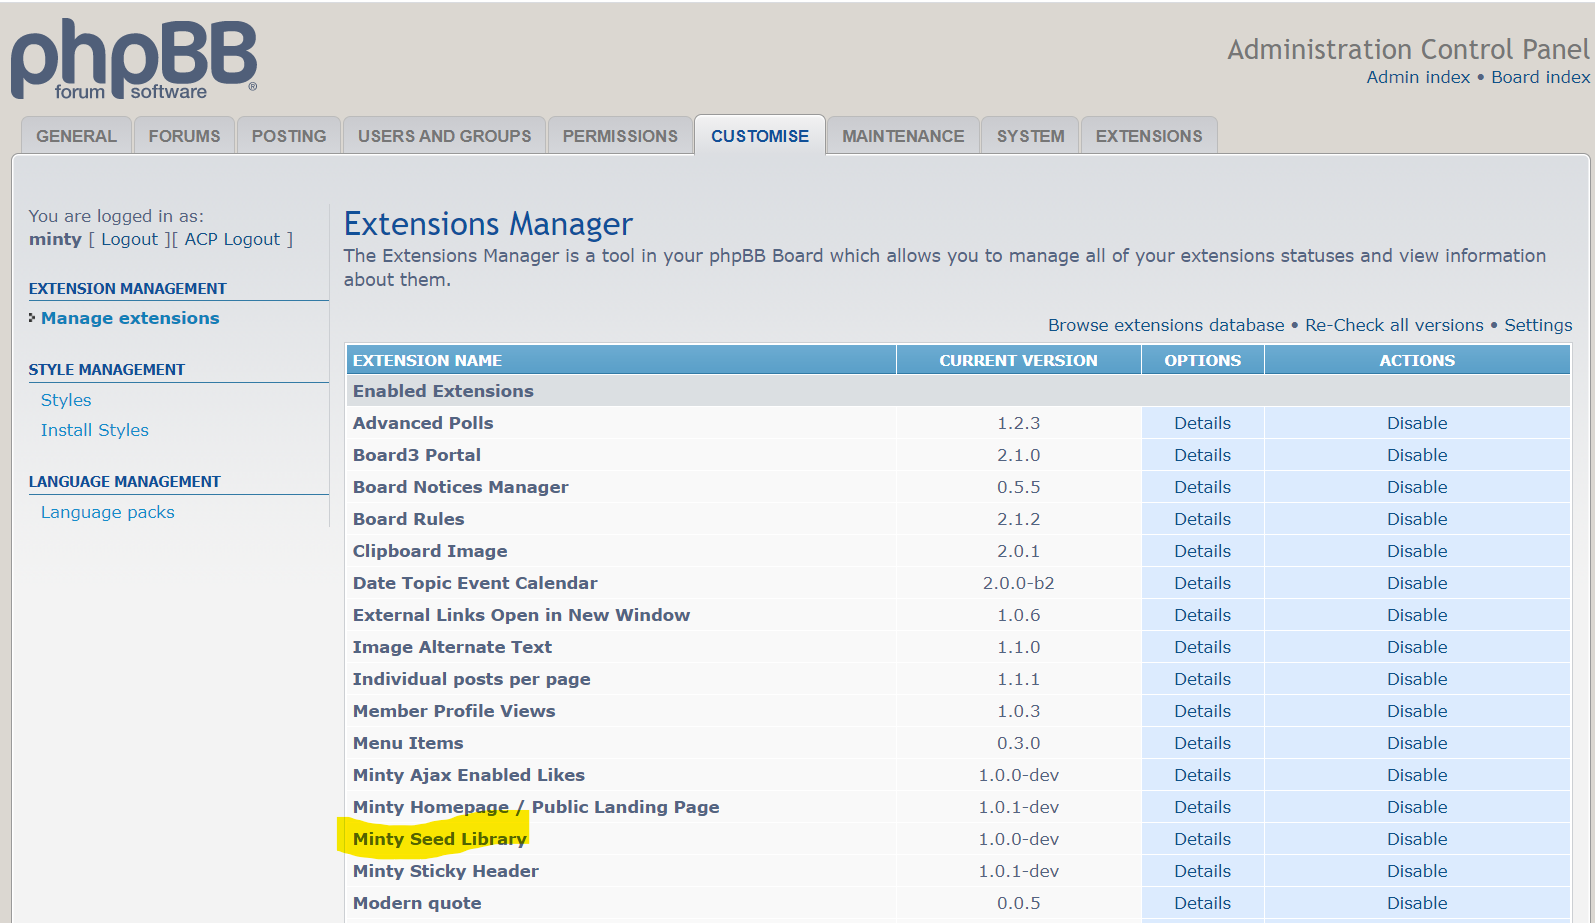 phpBB
forum software ®
Administration Control Panel
Admin index • Board index
GENERAL FORUMS POSTING USERS AND GROUPS PERMISSIONS CUSTOMISE MAINTENANCE SYSTEM EXTENSIONS
You are logged in as:
minty [ Logout ][ ACP Logout ]
EXTENSION MANAGEMENT
Manage extensions
STYLE MANAGEMENT
Styles
Install Styles
LANGUAGE MANAGEMENT
Language packs
Extensions Manager
The Extensions Manager is a tool in your phpBB Board which allows you to manage all of your extensions statuses and view information
about them.
Browse extensions database • Re-Check all versions • Settings
EXTENSION NAME CURRENT VERSION OPTIONS ACTIONS
Enabled Extensions
Advanced Polls 1.2.3 Details Disable
Board3 Portal 2.1.0 Details Disable
Board Notices Manager 0.5.5 Details Disable
Board Rules 2.1.2 Details Disable
Clipboard Image 2.0.1 Details Disable
Date Topic Event Calendar 2.0.0-b2 Details Disable
External Links Open in New Window 1.0.6 Details Disable
Image Alternate Text 1.1.0 Details Disable
Individual posts per page 1.1.1 Details Disable
Member Profile Views 1.0.3 Details Disable
Menu Items 0.3.0 Details Disable
Minty Ajax Enabled Likes 1.0.0-dev Details Disable
Minty Homepage / Public Landing Page 1.0.1-dev Details Disable
Minty Seed Library 1.0.0-dev Details Disable
Minty Sticky Header 1.0.1-dev Details Disable
Modern quote 0.0.5 Details Disable